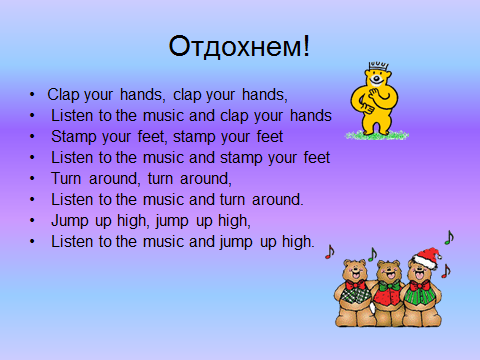 Отдохнем!
• Clap your hands, clap your hands,
• Listen to the music and clap your hands
• Stamp your feet, stamp your feet
• Listen to the music and stamp your feet
• Turn around, turn around,
• Listen to the music and turn around.
• Jump up high, jump up high,
• Listen to the music and jump up high.